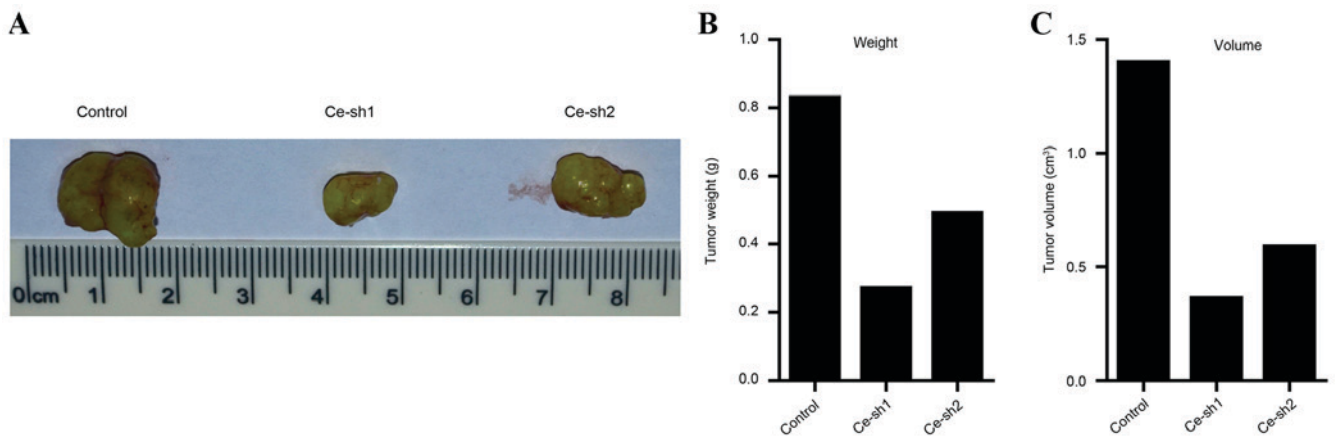 A
Control Ce-sh1 Ce-sh2
0 cm 1 2 3 4 5 6 7 8
B
Weight
Tumor weight (g)
1.0
0.8
0.6
0.4
0.2
0.0
Control Ce-sh1 Ce-sh2
C
Volume
Tumor volume (cm³)
1.5
1.0
0.5
0.0
Control Ce-sh1 Ce-sh2